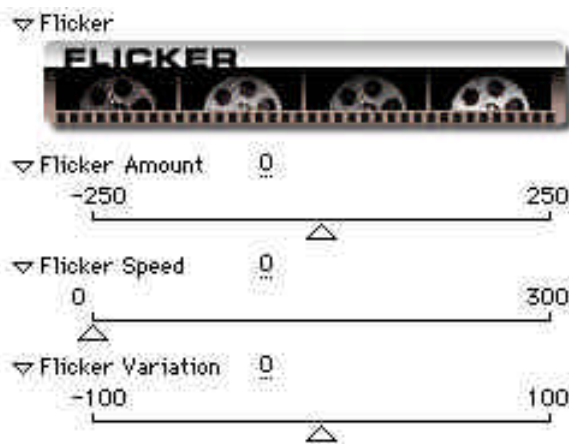 Flicker
FLICKER
Flicker Amount 0
-250 250
Flicker Speed 0
0 300
Flicker Variation 0
-100 100